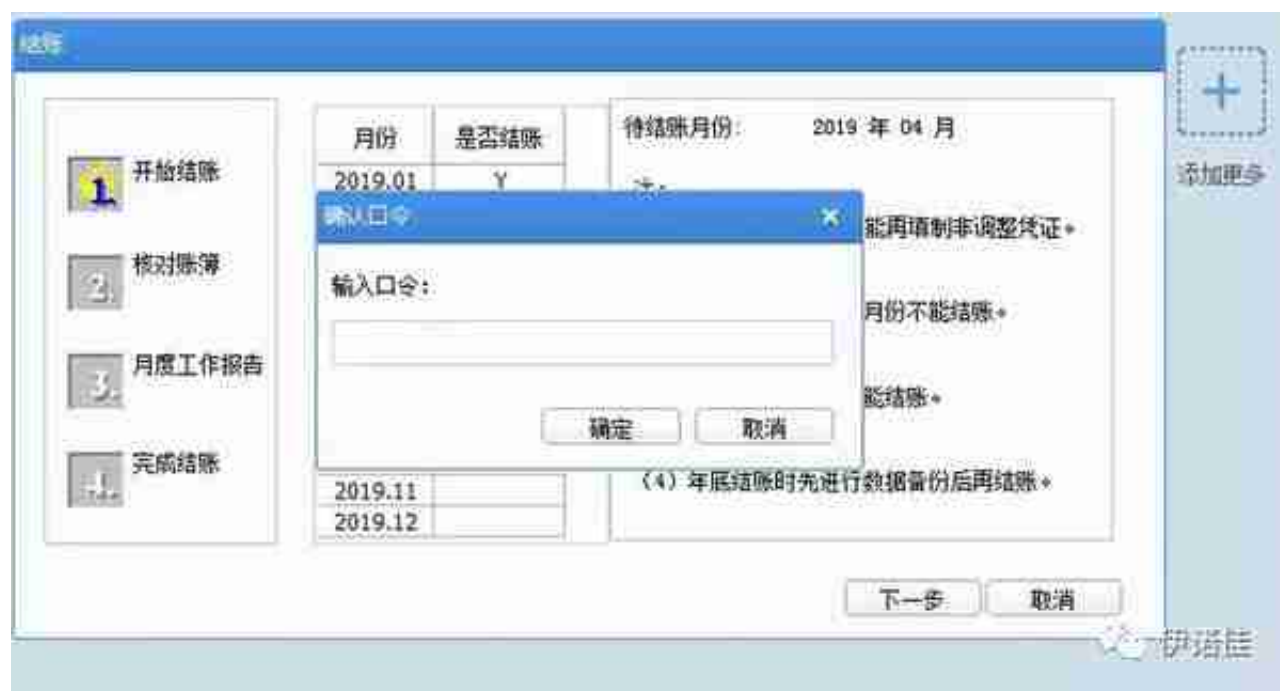 结账
添加更多
1. 开始结账
2. 核对账簿
3. 月度工作报告
4. 完成结账
月份 是否结账
2019.01 Y
2019.11
2019.12
待结账月份: 2019 年 04 月
能再填制非调整凭证。
月份不能结账。
能结账。
(4) 年底结账时先进行数据备份后再结账。
确认口令
输入口令:
确定 取消
下一步 取消